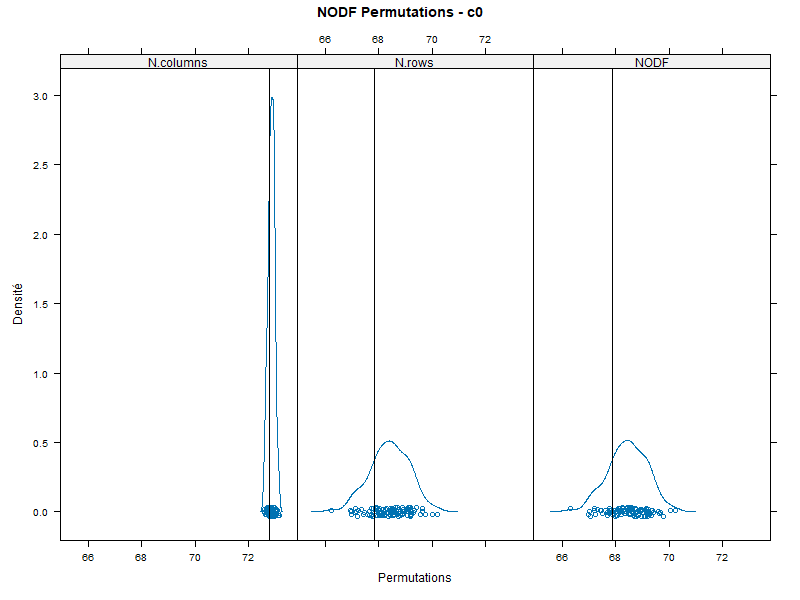 NODF Permutations - c0
66 68 70 72
N.columns N.rows NODF
3.0
2.5
2.0
1.5
1.0
0.5
0.0
Densité
66 68 70 72 66 68 70 72
Permutations